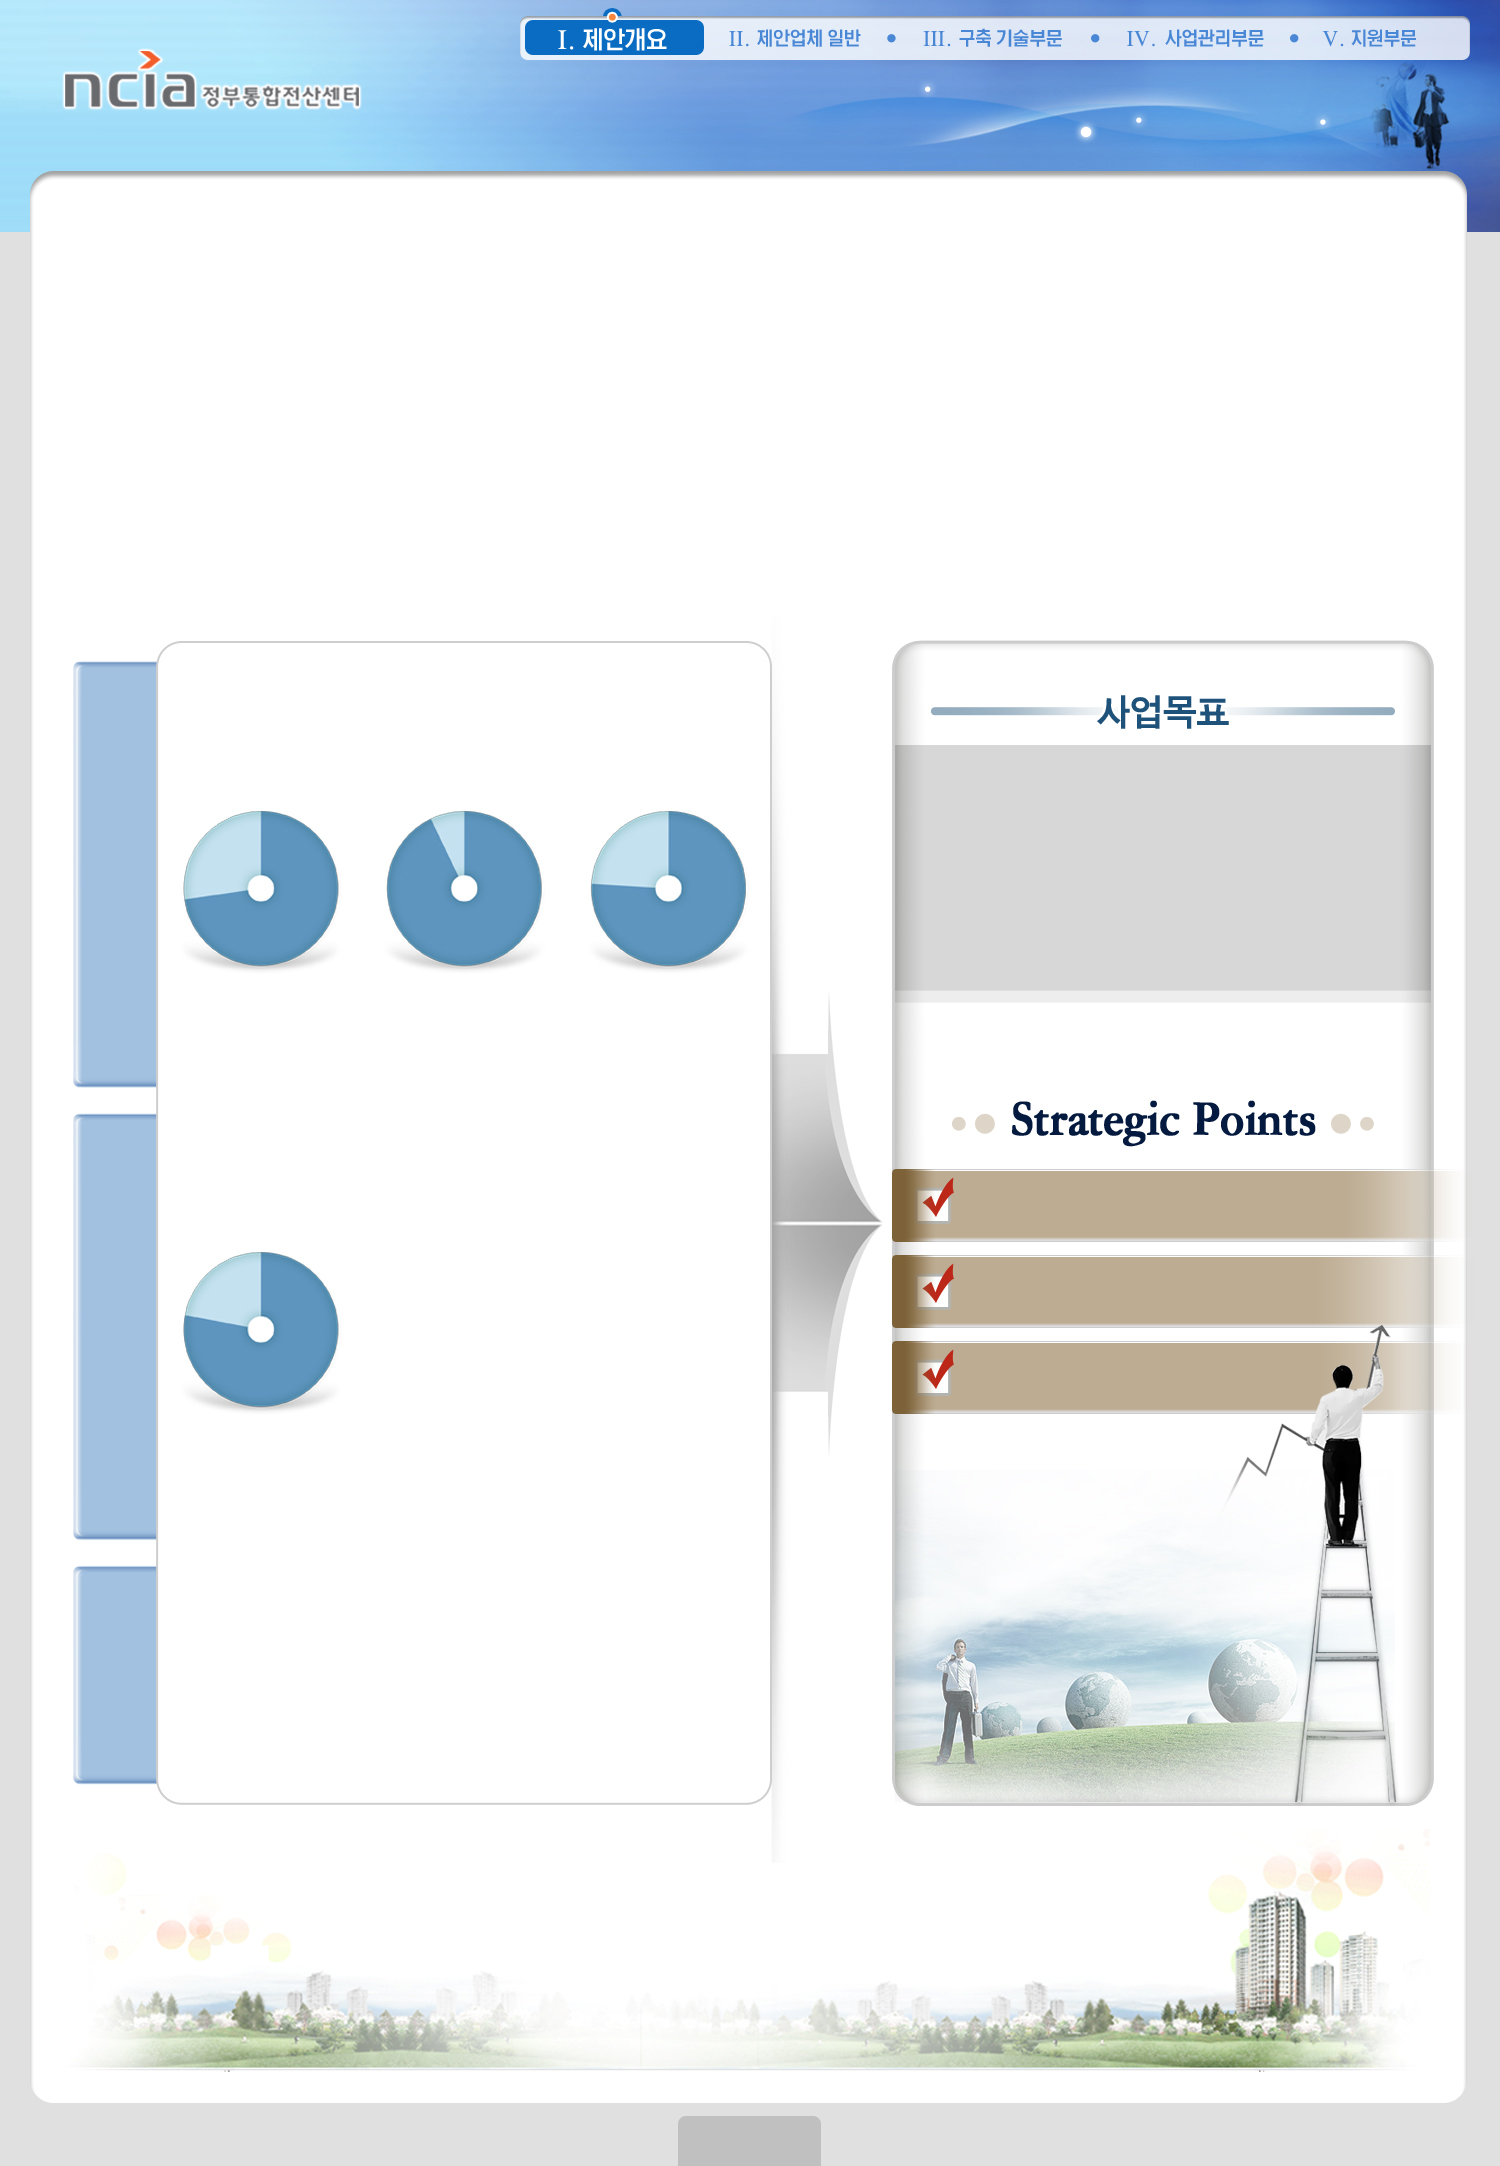 I. 제안개요 II. 제안업체 일반 ● III. 구축 기술부문 ● IV. 사업관리부문 ● V. 지원부문
ncia 정부통합전산센터
사업목표
Strategic Points